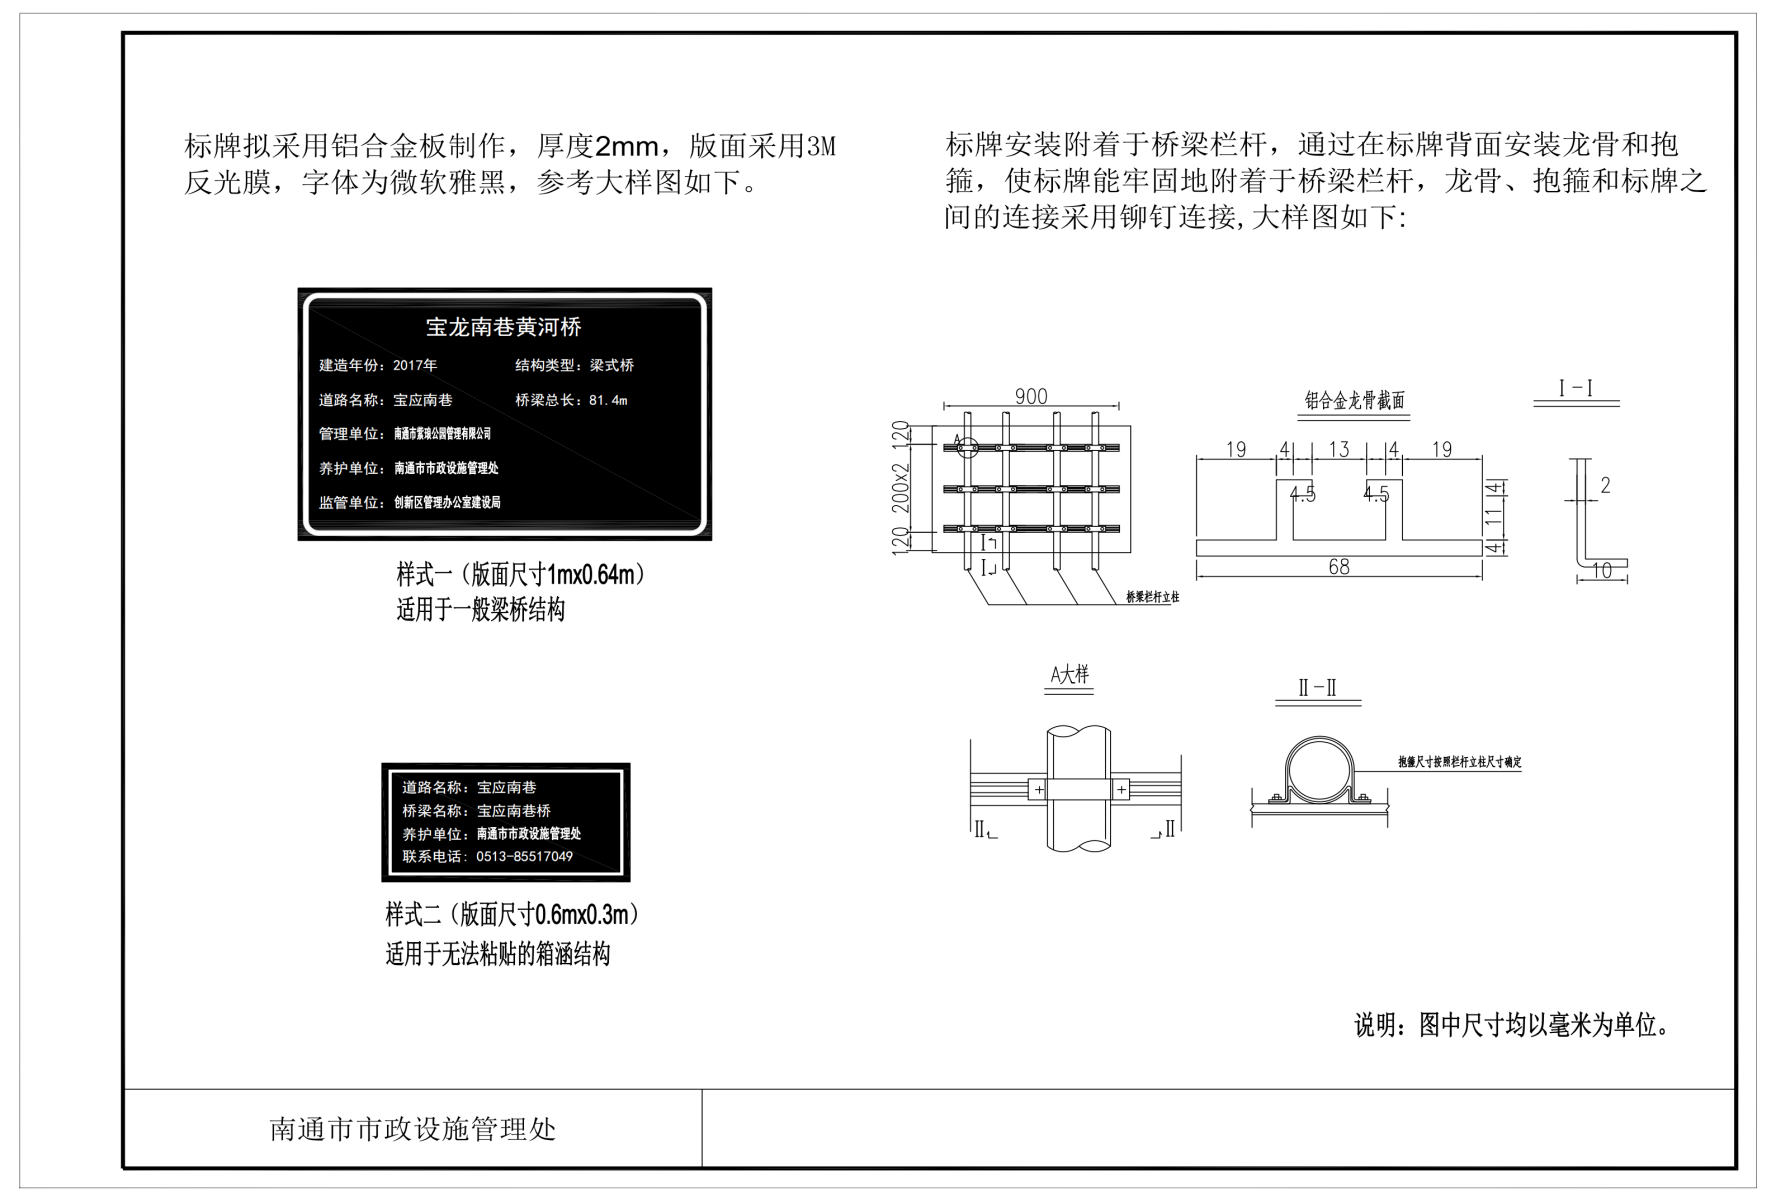 标牌拟采用铝合金板制作，厚度2mm，版面采用3M
反光膜，字体为微软雅黑，参考大样图如下。
标牌安装附着于桥梁栏杆，通过在标牌背面安装龙骨和抱
箍，使标牌能牢固地附着于桥梁栏杆，龙骨、抱箍和标牌之
间的连接采用铆钉连接,大样图如下:
宝龙南巷黄河桥
建造年份：2017年 结构类型：梁式桥
道路名称：宝应南巷 桥梁总长：81.4m
管理单位：南通市紫琅公园管理有限公司
养护单位：南通市市政设施管理处
监管单位：创新区管理办公室建设局
样式一（版面尺寸1mx0.64m）
适用于一般梁桥结构
道路名称：宝应南巷
桥梁名称：宝应南巷桥
养护单位：南通市市政设施管理处
联系电话：0513-85517049
样式二（版面尺寸0.6mx0.3m）
适用于无法粘贴的箱涵结构
900
120
200x2
120
A
I
I
桥梁栏杆立柱
铝合金龙骨截面
19 4 13 4 19
4.5 4.5
4
11
4
68
I-I
2
10
A大样
II II
II-II
抱箍尺寸按照栏杆立柱尺寸确定
说明：图中尺寸均以毫米为单位。
南通市市政设施管理处